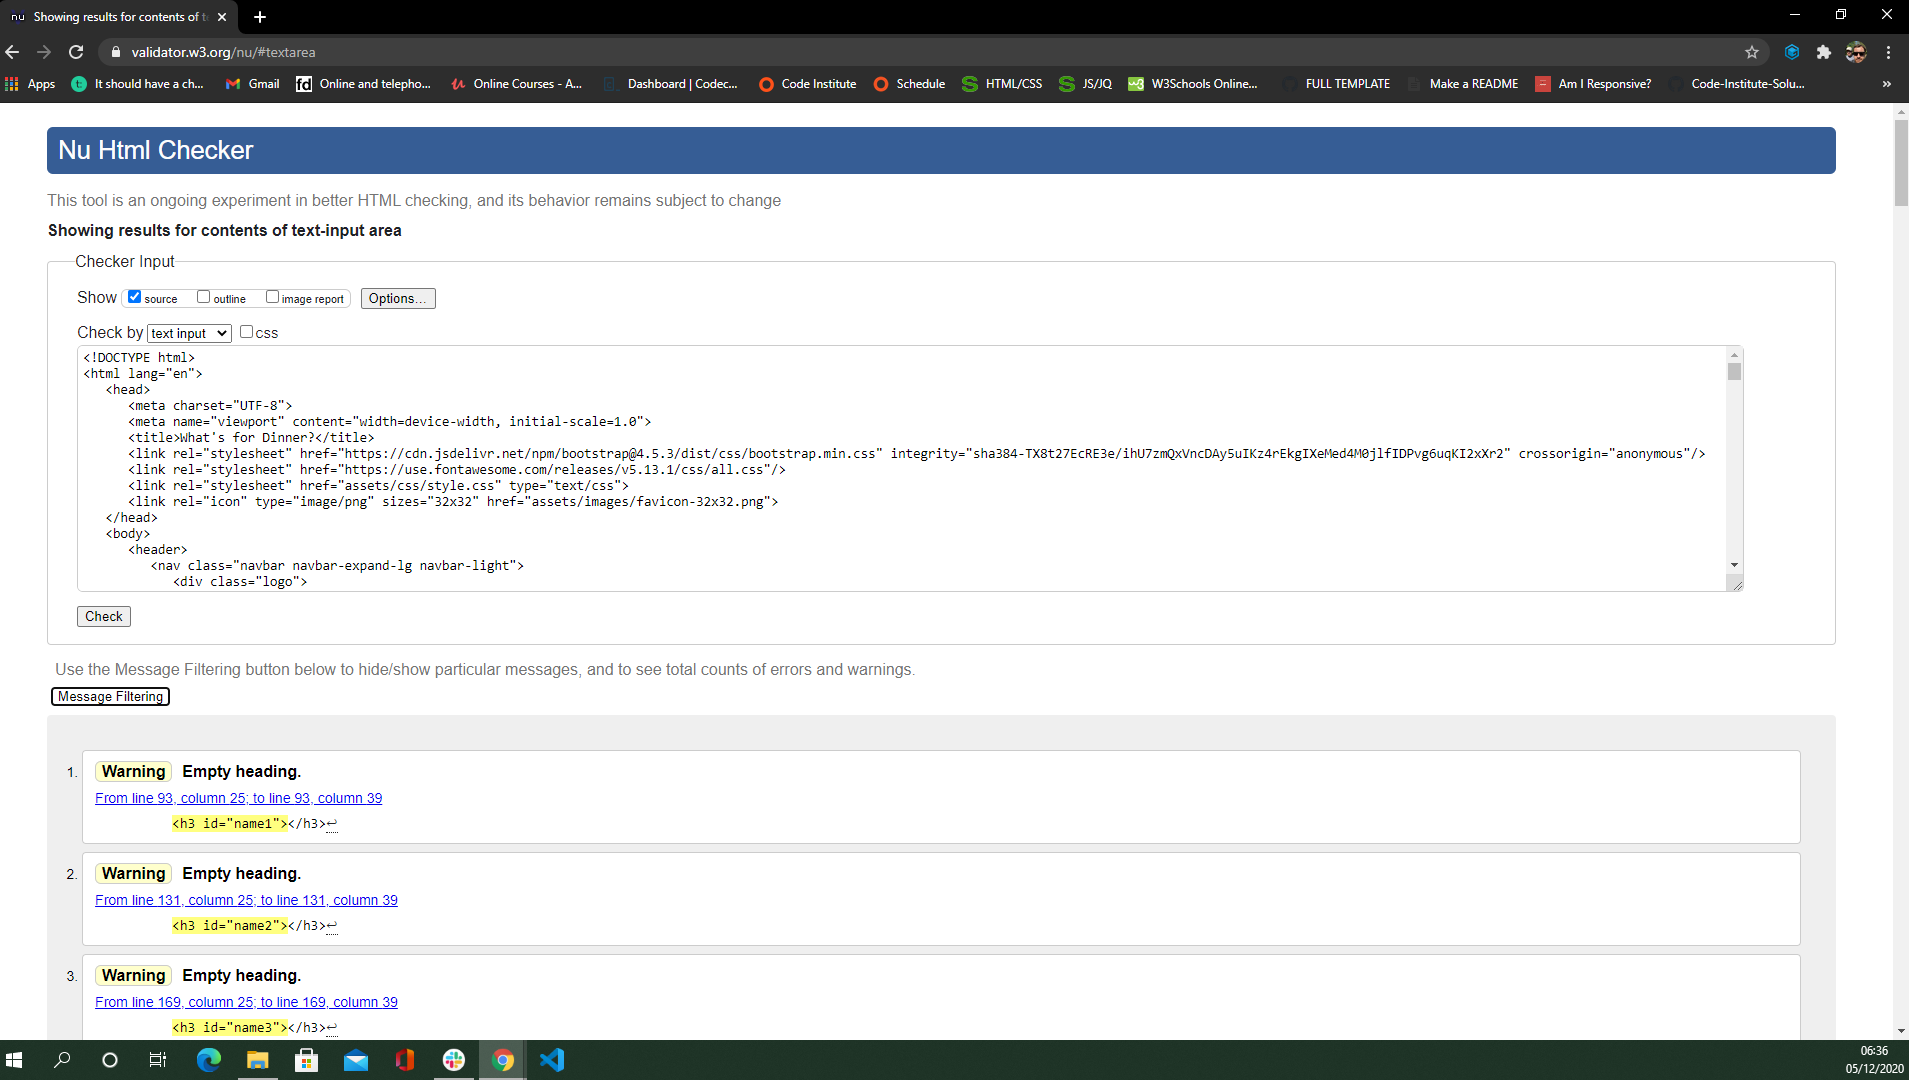 nu Showing results for contents of t
validator.w3.org/nu/#textarea
Apps It should have a ch... Gmail fd Online and telepho... Online Courses - A... Dashboard | Codec... Code Institute Schedule HTML/CSS JS/JQ W3Schools Online... FULL TEMPLATE Make a README Am I Responsive? Code-Institute-Solu... »
Nu Html Checker
This tool is an ongoing experiment in better HTML checking, and its behavior remains subject to change
Showing results for contents of text-input area
Checker Input
Show source outline image report Options...
Check by text input css
<!DOCTYPE html>
<html lang="en">
<head>
<meta charset="UTF-8">
<meta name="viewport" content="width=device-width, initial-scale=1.0">
<title>What's for Dinner?</title>
<link rel="stylesheet" href="https://cdn.jsdelivr.net/npm/bootstrap@4.5.3/dist/css/bootstrap.min.css" integrity="sha384-TX8t27EcRE3e/ihU7zmQxVncDAy5uIKz4rEkgIXeMed4M0jlfIDPvg6uqKI2xXr2" crossorigin="anonymous"/>
<link rel="stylesheet" href="https://use.fontawesome.com/releases/v5.13.1/css/all.css"/>
<link rel="stylesheet" href="assets/css/style.css" type="text/css">
<link rel="icon" type="image/png" sizes="32x32" href="assets/images/favicon-32x32.png">
</head>
<body>
<header>
<nav class="navbar navbar-expand-lg navbar-light">
<div class="logo">
Check
Use the Message Filtering button below to hide/show particular messages, and to see total counts of errors and warnings.
Message Filtering
1. Warning Empty heading.
From line 93, column 25; to line 93, column 39
<h3 id="name1"></h3>↩
2. Warning Empty heading.
From line 131, column 25; to line 131, column 39
<h3 id="name2"></h3>↩
3. Warning Empty heading.
From line 169, column 25; to line 169, column 39
<h3 id="name3"></h3>↩
06:36
05/12/2020